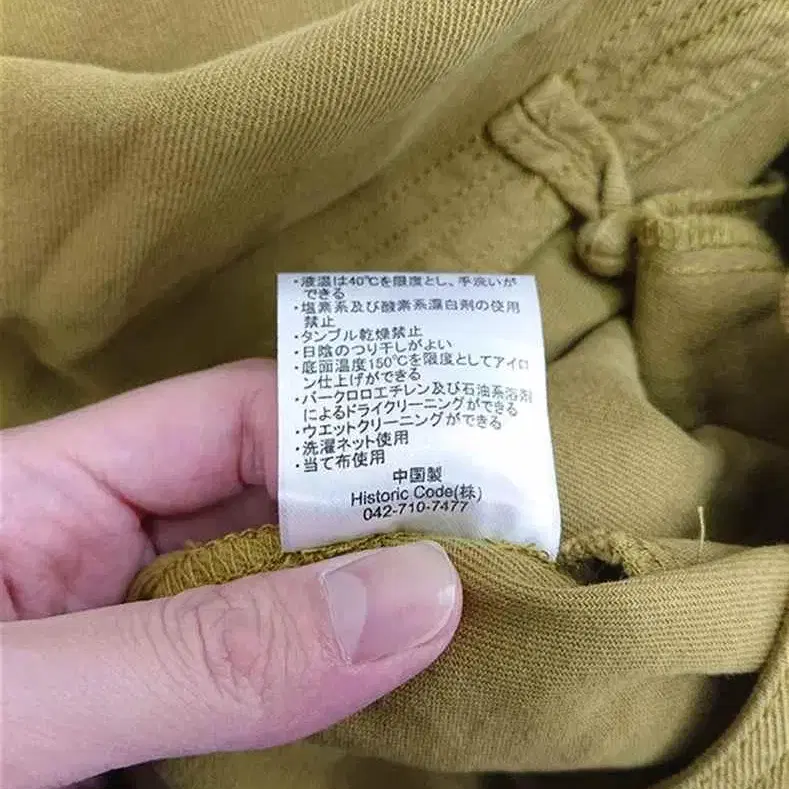 ・液温は40℃を限度とし、手洗いが
できる
・塩素系及び酸素系漂白剤の使用
禁止
・タンブル乾燥禁止
・日陰のつり干しがよい
・底面温度150℃を限度としてアイロ
ン仕上げができる
・パークロロエチレン及び石油系溶剤
によるドライクリーニングができる
・ウエットクリーニングができる
・洗濯ネット使用
・当て布使用
中国製
Historic Code(株)
042-710-7477